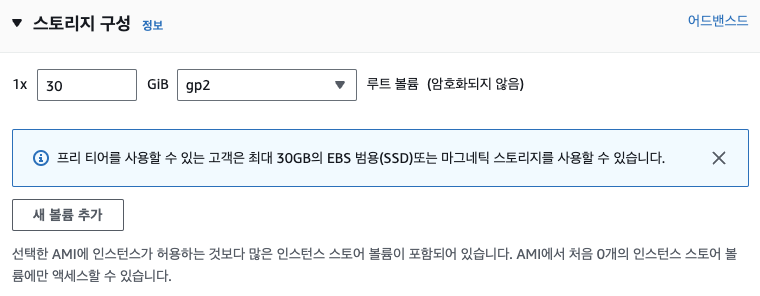 ▼ 스토리지 구성 정보 어드밴스드
1x 30 GiB gp2 루트 볼륨 (암호화되지 않음)
프리 티어를 사용할 수 있는 고객은 최대 30GB의 EBS 범용(SSD)또는 마그네틱 스토리지를 사용할 수 있습니다.
새 볼륨 추가
선택한 AMI에 인스턴스가 허용하는 것보다 많은 인스턴스 스토어 볼륨이 포함되어 있습니다. AMI에서 처음 0개의 인스턴스 스토어 볼
륨에만 액세스할 수 있습니다.